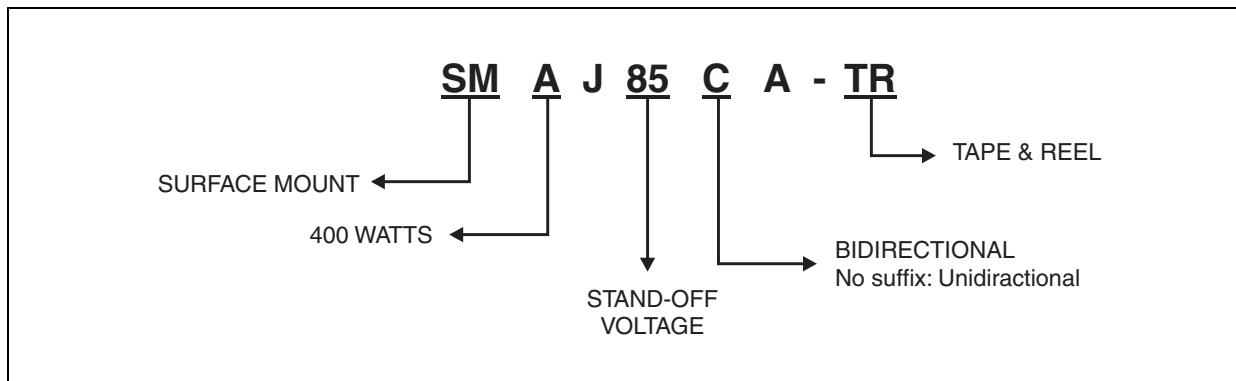 SM A J 85 C A - TR
TAPE & REEL
SURFACE MOUNT
400 WATTS
BIDIRECTIONAL
No suffix: Unidiractional
STAND-OFF
VOLTAGE